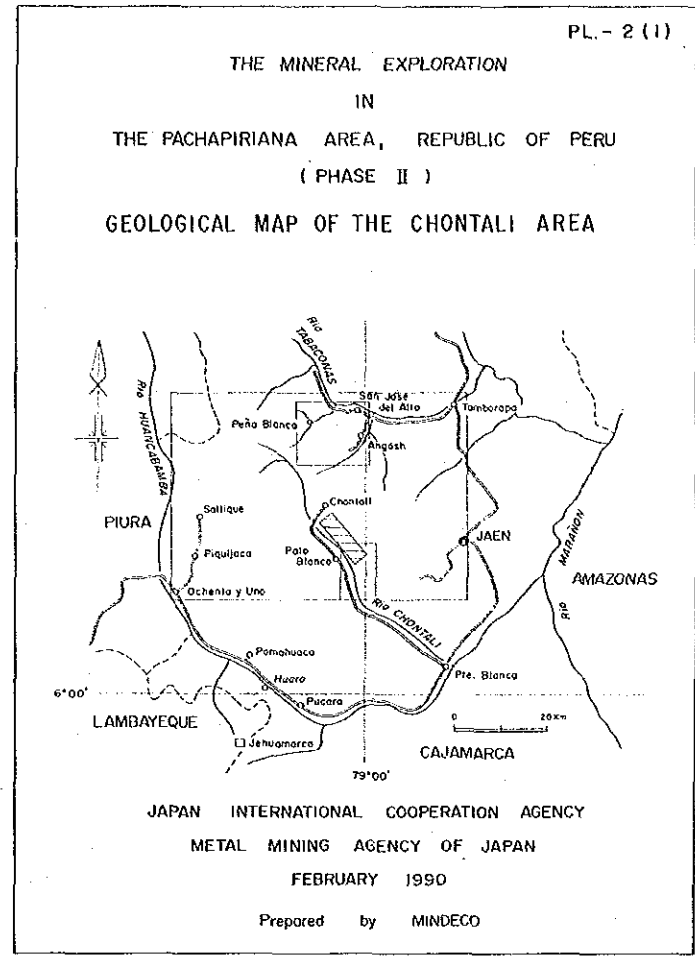 PL.- 2 (1)
THE MINERAL EXPLORATION
IN
THE PACHAPIRIANA AREA, REPUBLIC OF PERU
( PHASE II )
GEOLOGICAL MAP OF THE CHONTALI AREA
Rio TABACONAS
San José del Alto
Tamborapa
Peña Blanca
Angash
Rio HUANCABAMBA
Chontali
Sallique
PIURA
JAEN
Piquijaca
Palo Blanco
Rio MARAÑON
AMAZONAS
Ochenta y Uno
Rio CHONTALI
Pomahuaca
Pte. Blanca
Huaro
6°00'
Pucara
LAMBAYEQUE
0 20Km
Jehuamarca
CAJAMARCA
79°00'
JAPAN INTERNATIONAL COOPERATION AGENCY
METAL MINING AGENCY OF JAPAN
FEBRUARY 1990
Prepared by MINDECO